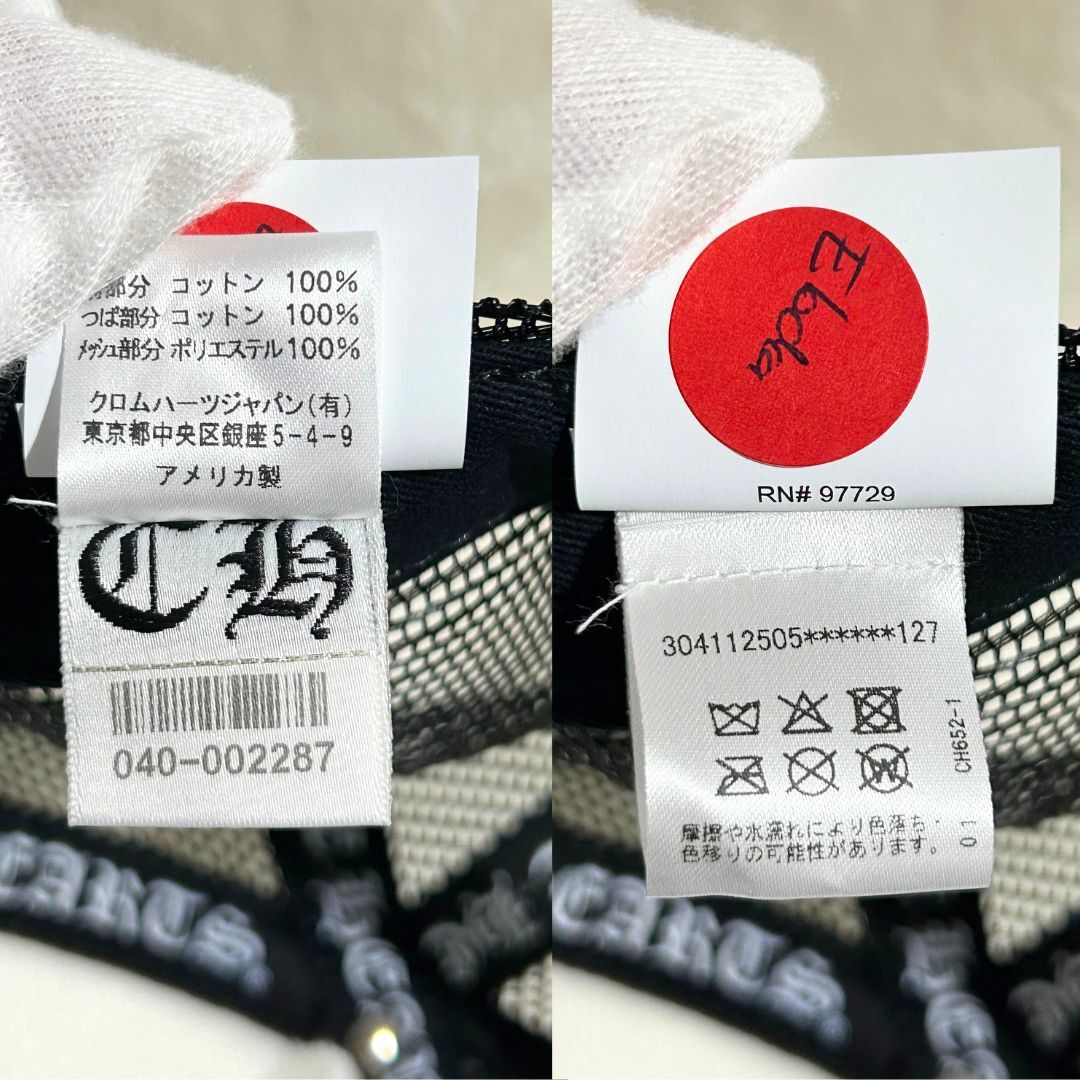 部分 コットン 100%
つば部分 コットン 100%
メッシュ部分 ポリエステル 100%
クロムハーツジャパン(有)
東京都中央区銀座5-4-9
アメリカ製
CH
040-002287
RN# 97729
304112505******127
CH652-1
01
摩擦や水濡れにより色落ち・
色移りの可能性があります。